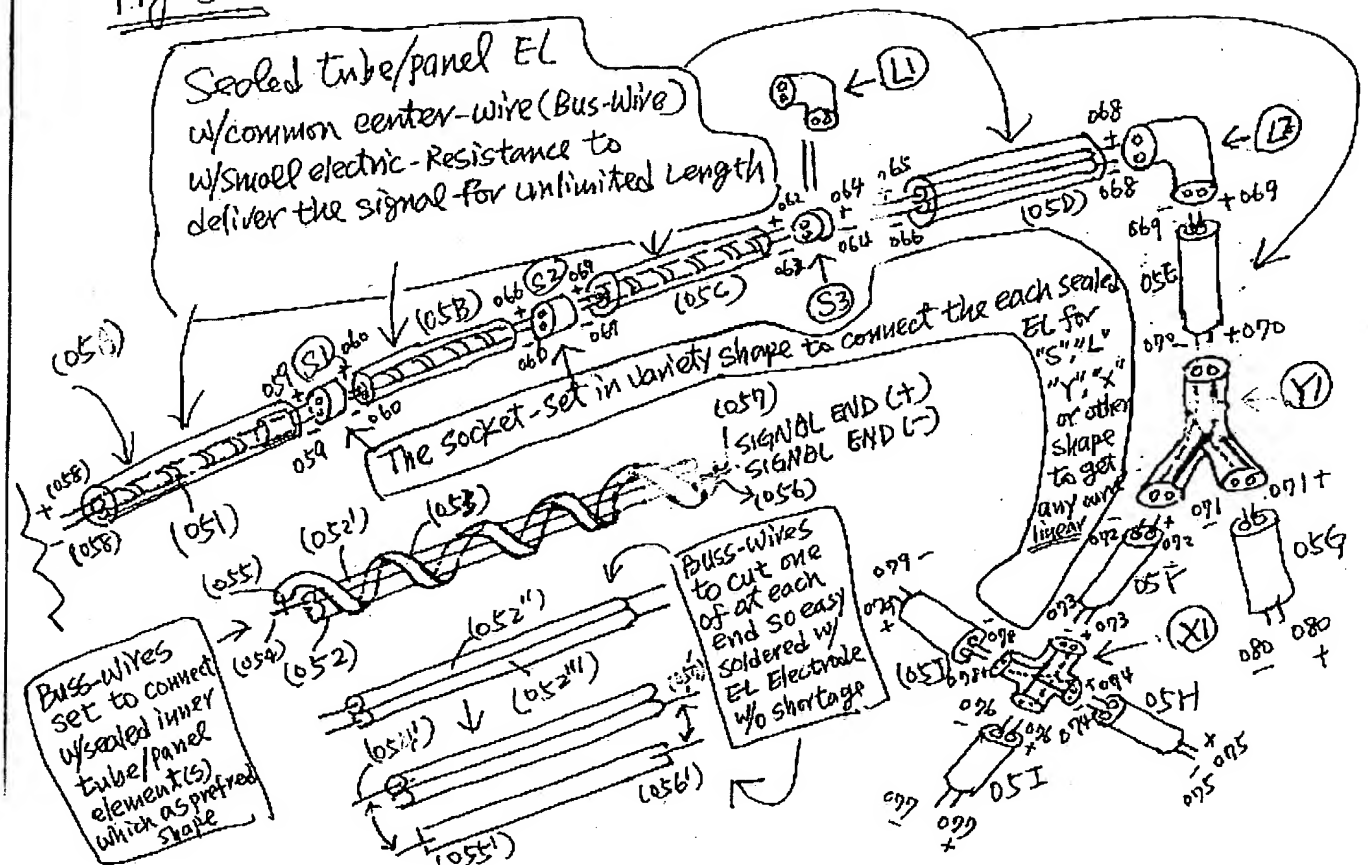 Fig
Sealed tube/panel EL
w/common center-wire (Bus-Wire)
w/small electric-Resistance to
deliver the signal for unlimited Length
L1
L2
068
+
068
+069
069
065
064
+
064
066
(05D)
062
+
063
S3
(05C)
S2
069
067
066
+
060
(05B)
S1
060
+
060
059
+
059
(058)
+
(058)
(051)
05E
070
+070
Y1
071+
071
05G
080
080
+
072
+
072
05F
+
073
073
X1
074
05H
+
075
075
076
076
+
05I
077
077
+
078
078+
(05J
079
079
+
The socket-set in variety shape to connect the each sealed
EL for
"S","L"
"Y","X"
or other
shape
to get
any
linear
(057)
SIGNAL END (+)
SIGNAL END (-)
(056)
(053)
(052')
(055)
(054)
(052)
Buss-wires
set to connect
w/sealed inner
tube/panel
element(s)
which as prefred
shape
(052")
(052''')
(054')
(055')
(056')
Buss-wires
to cut one
of at each
end so easy
soldered w/
EL Electrode
w/o shortage